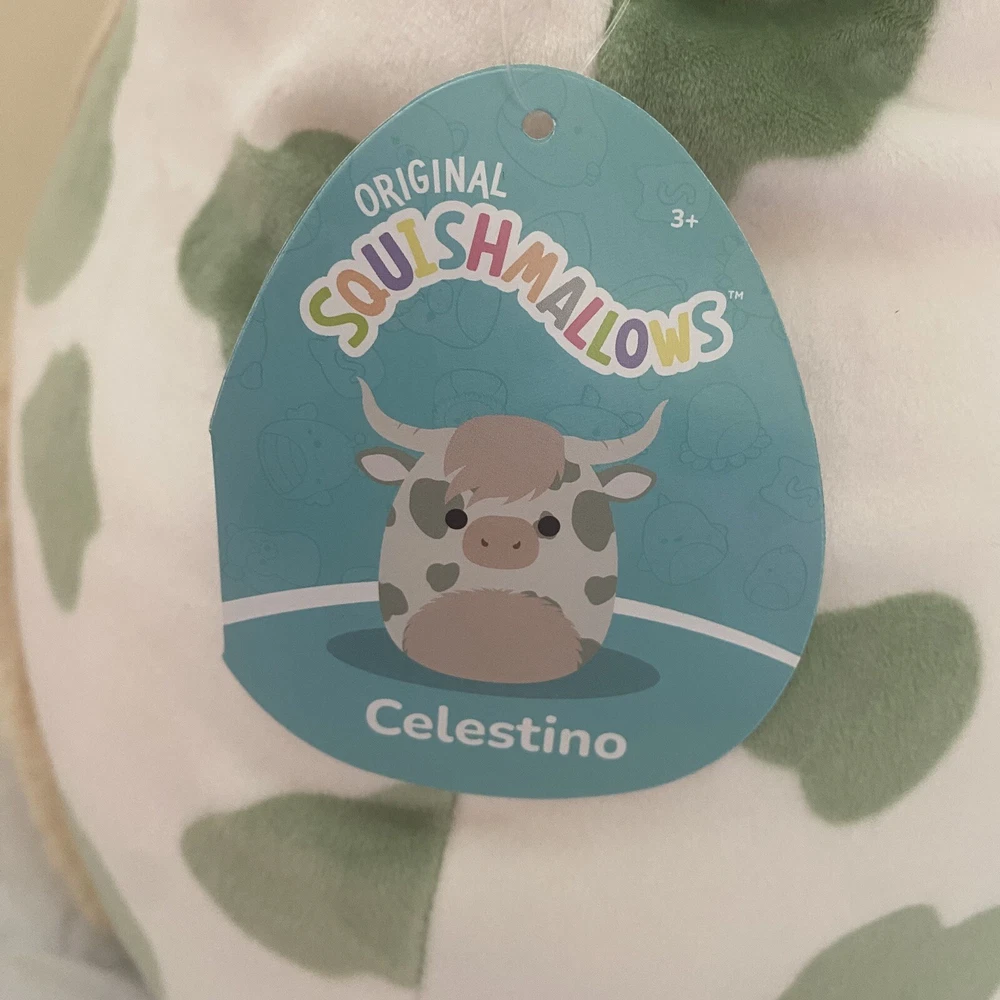 ORIGINAL
3+
SQUISHMALLOWS™
Celestino